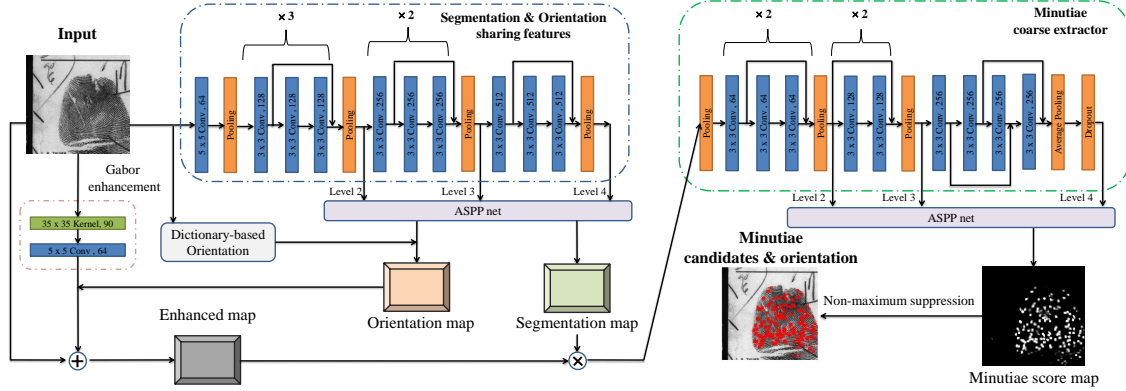 Input
× 3
× 2
Segmentation & Orientation
sharing features
5 x 5 Conv , 64
Pooling
3 x 3 Conv, 128
3 x 3 Conv, 128
3 x 3 Conv, 128
Pooling
3 x 3 Conv, 256
3 x 3 Conv, 256
3 x 3 Conv, 256
Pooling
3 x 3 Conv , 512
3 x 3 Conv , 512
3 x 3 Conv , 512
Pooling
Level 2
Level 3
Level 4
ASPP net
Gabor
enhancement
35 x 35 Kernel, 90
5 x 5 Conv , 64
Dictionary-based
Orientation
Orientation map
Segmentation map
Enhanced map
+
×
× 2
× 2
Minutiae
coarse extractor
Pooling
3 x 3 Conv , 64
3 x 3 Conv , 64
3 x 3 Conv , 64
Pooling
3 x 3 Conv , 128
3 x 3 Conv , 128
Pooling
3 x 3 Conv , 256
3 x 3 Conv , 256
3 x 3 Conv , 256
3 x 3 Conv , 256
Average Pooling
Dropout
Level 2
Level 3
Level 4
ASPP net
Minutiae
candidates & orientation
Non-maximum suppression
Minutiae score map